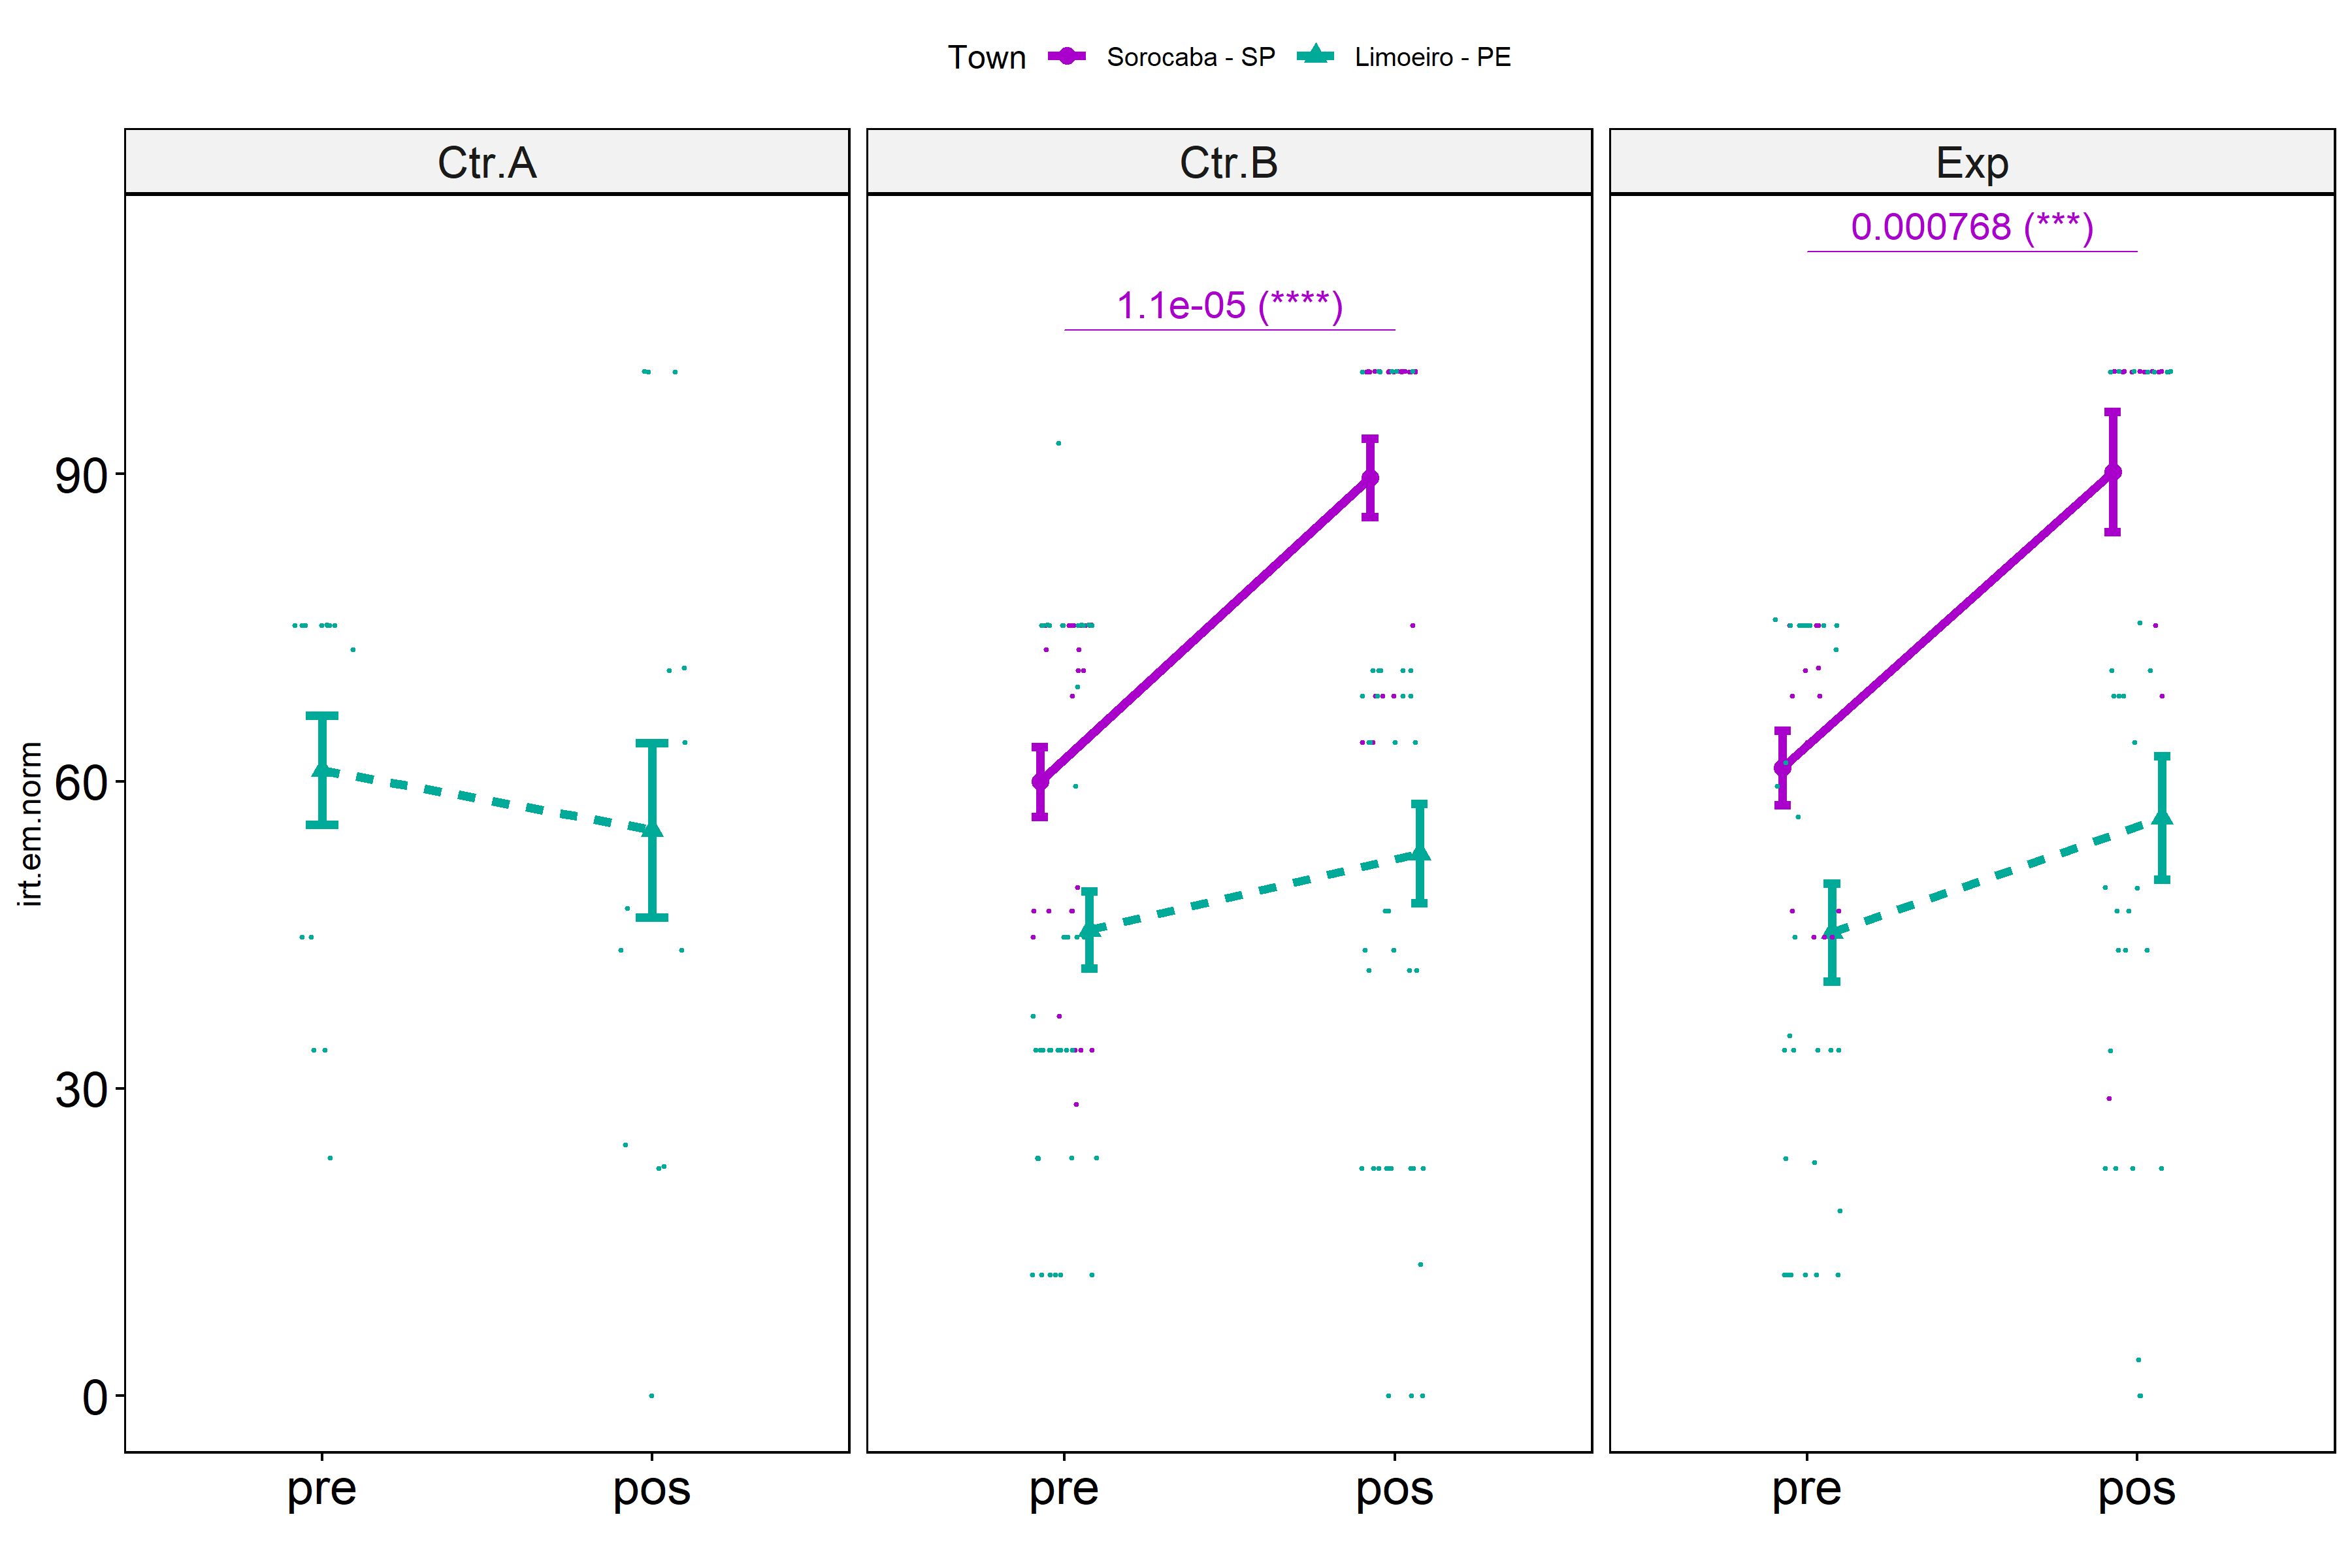 Town Sorocaba - SP Limoeiro - PE
Ctr.A Ctr.B Exp
0.000768 (***)
1.1e-05 (****)
90
60
30
0
irt.em.norm
pre pos pre pos pre pos